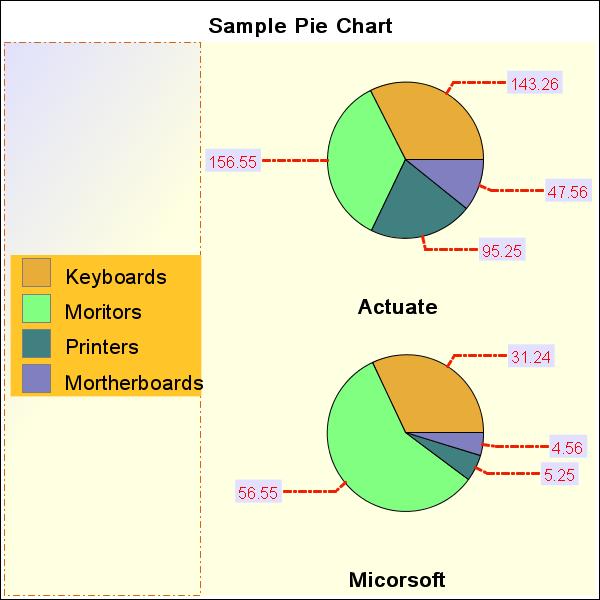 Sample Pie Chart
Keyboards
Moritors
Printers
Mortherboards
143.26
156.55
47.56
95.25
Actuate
31.24
4.56
5.25
56.55
Micorsoft